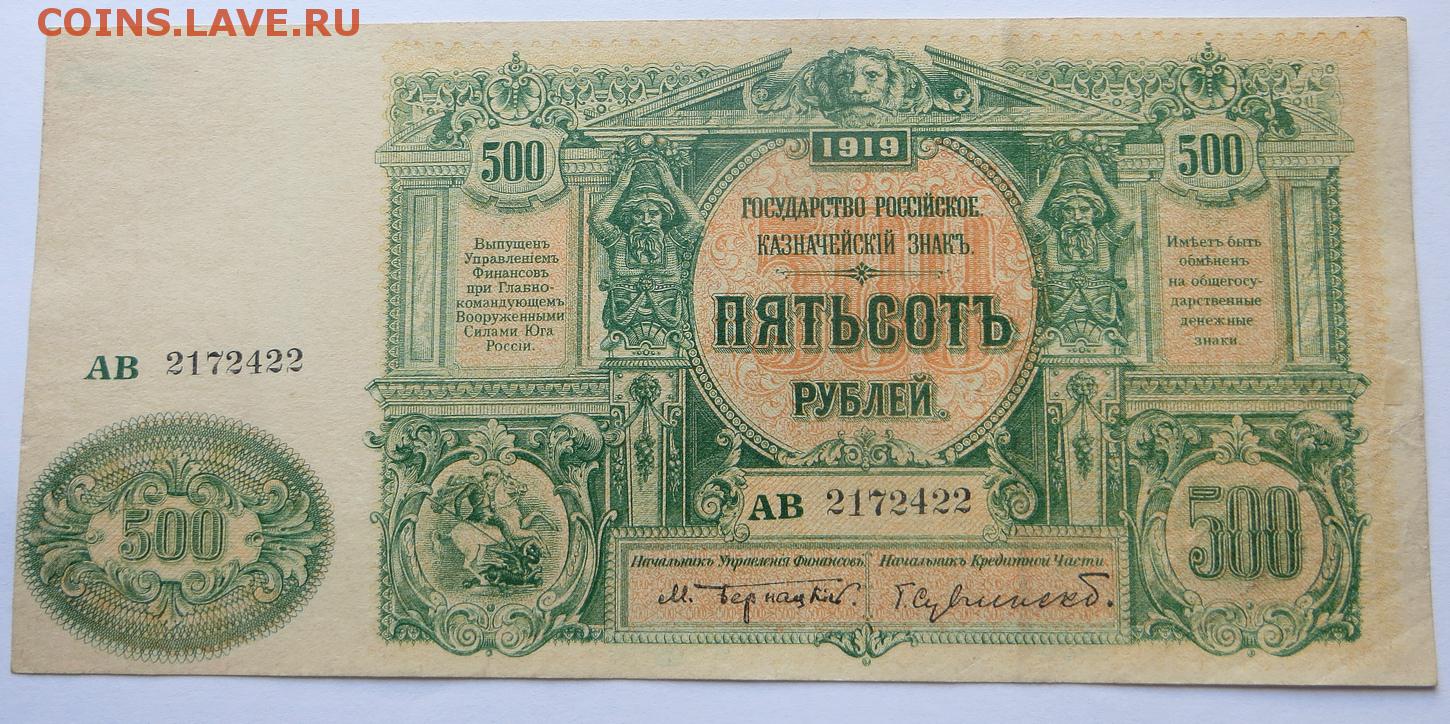 COINS.LAVE.RU
500
1919
500
ГОСУДАРСТВО РОССІЙСКОЕ.
КАЗНАЧЕЙСКІЙ ЗНАКЪ.
ПЯТЬСОТЪ
РУБЛЕЙ.
Выпущенъ
Управленіемъ
Финансовъ
при Главно-
командующемъ
Вооруженными
Силами Юга
Россіи.
Имѣетъ быть
обмѣненъ
на общегосу-
дарственные
денежные
знаки.
АВ 2172422
500
АВ 2172422
500
Начальникъ Управленія Финансовъ,
М. Бернацкій.
Начальникъ Кредитной Части